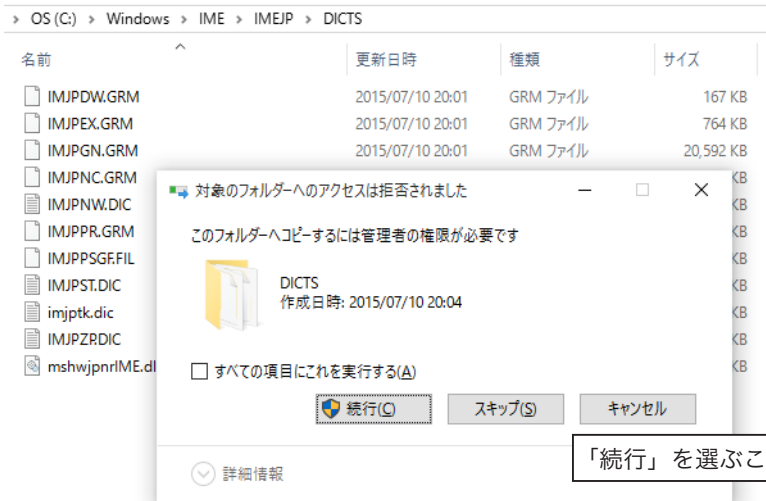 > OS (C:) > Windows > IME > IMEJP > DICTS
名前 更新日時 種類 サイズ
IMJPDW.GRM 2015/07/10 20:01 GRM ファイル 167 KB
IMJPEX.GRM 2015/07/10 20:01 GRM ファイル 764 KB
IMJPGN.GRM 2015/07/10 20:01 GRM ファイル 20,592 KB
IMJPNC.GRM KB
IMJPNW.DIC KB
IMJPPR.GRM KB
IMJPPSGF.FIL KB
IMJPST.DIC KB
imjptk.dic KB
IMJPZP.DIC KB
mshwjpnrIME.dl KB
対象のフォルダーへのアクセスは拒否されました
このフォルダーへコピーするには管理者の権限が必要です
DICTS
作成日時: 2015/07/10 20:04
すべての項目にこれを実行する(A)
続行(C) スキップ(S) キャンセル
「続行」を選ぶこ
詳細情報